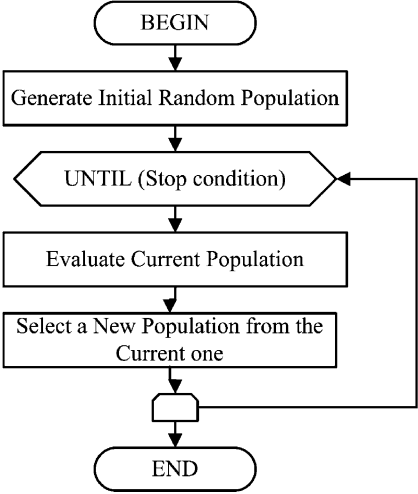 BEGIN
Generate Initial Random Population
UNTIL (Stop condition)
Evaluate Current Population
Select a New Population from the
Current one
END